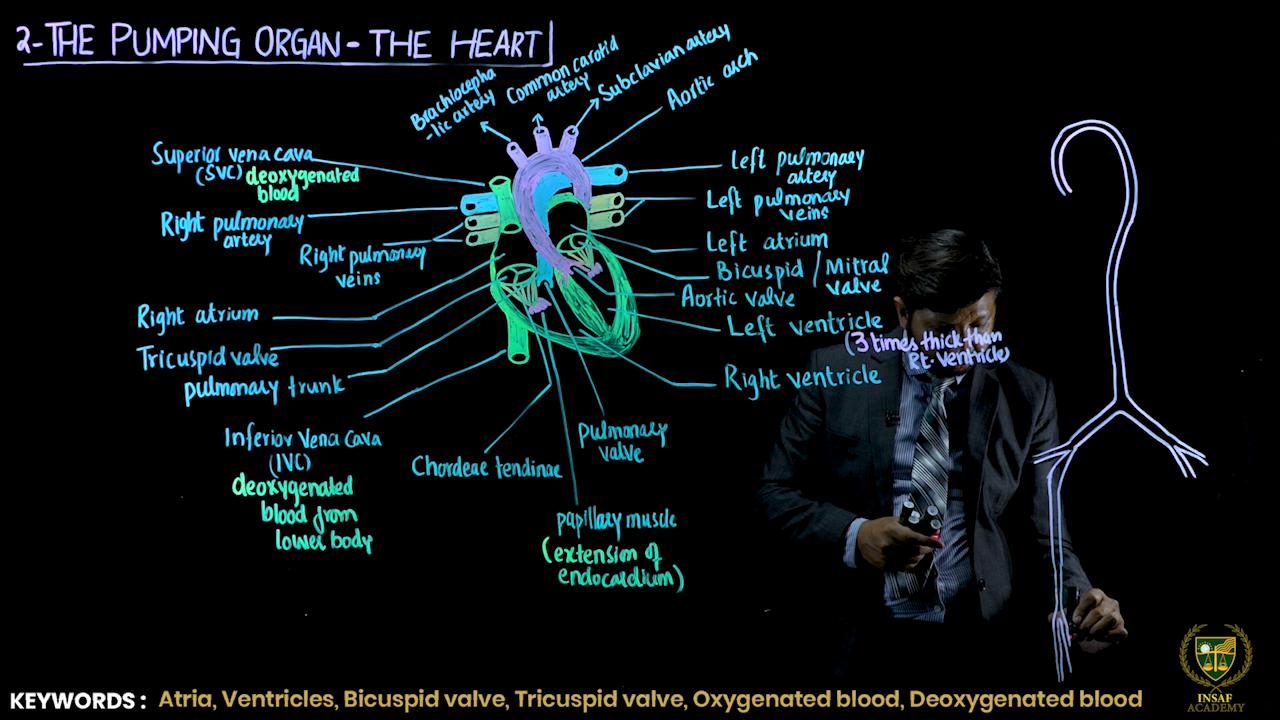 2-THE PUMPING ORGAN- THE HEART
Brachiocepha
-lic artery
Common carotid
artery
Subclavian artery
Aortic arch
Superior vena cava
(SVC) deoxygenated
blood
Right pulmonary
artery
Right pulmonary
veins
Right atrium
Tricuspid valve
pulmonary trunk
Inferior Vena Cava
(IVC)
deoxygenated
blood from
lower body
Chordeae tendinae
Pulmonary
valve
papillary muscle
(extension of
endocardium)
Left pulmonary
artery
Left pulmonary
veins
Left atrium
Bicuspid / Mitral
valve
Aortic valve
Left ventricle
(3 times thick than
Rt. ventricle)
Right ventricle
KEYWORDS : Atria, Ventricles, Bicuspid valve, Tricuspid valve, Oxygenated blood, Deoxygenated blood
INSAF
ACADEMY